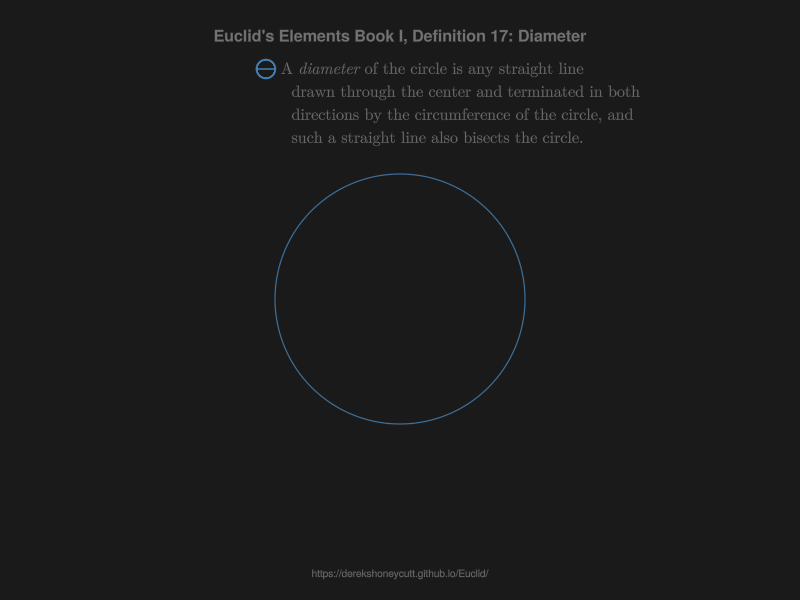 Euclid's Elements Book I, Definition 17: Diameter
A diameter of the circle is any straight line
drawn through the center and terminated in both
directions by the circumference of the circle, and
such a straight line also bisects the circle.
https://derekshoneycutt.github.io/Euclid/